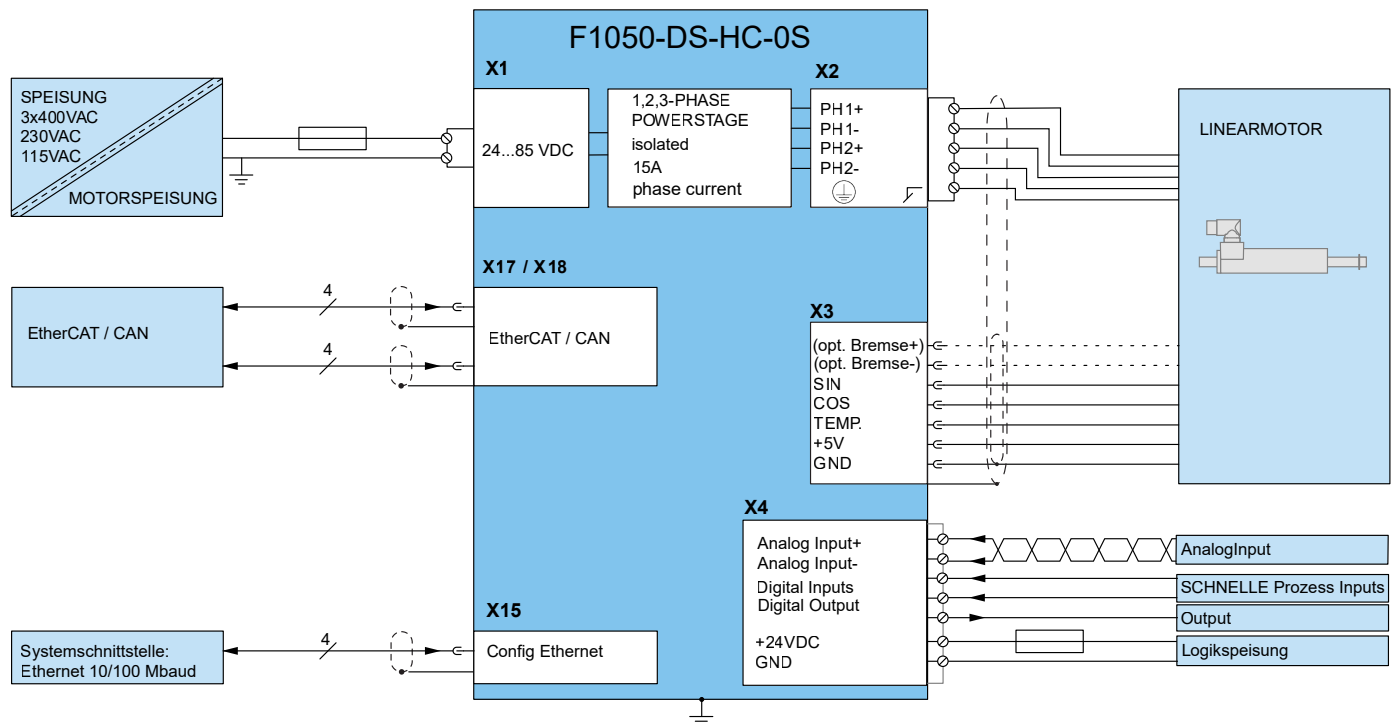 F1050-DS-HC-0S
SPEISUNG
3x400VAC
230VAC
115VAC
MOTORSPEISUNG
X1
24...85 VDC
1,2,3-PHASE
POWERSTAGE
isolated
15A
phase current
X2
PH1+
PH1-
PH2+
PH2-
LINEARMOTOR
EtherCAT / CAN
4
4
X17 / X18
EtherCAT / CAN
X3
(opt. Bremse+)
(opt. Bremse-)
SIN
COS
TEMP.
+5V
GND
X4
Analog Input+
Analog Input-
Digital Inputs
Digital Output
+24VDC
GND
AnalogInput
SCHNELLE Prozess Inputs
Output
Logikspeisung
Systemschnittstelle:
Ethernet 10/100 Mbaud
4
X15
Config Ethernet